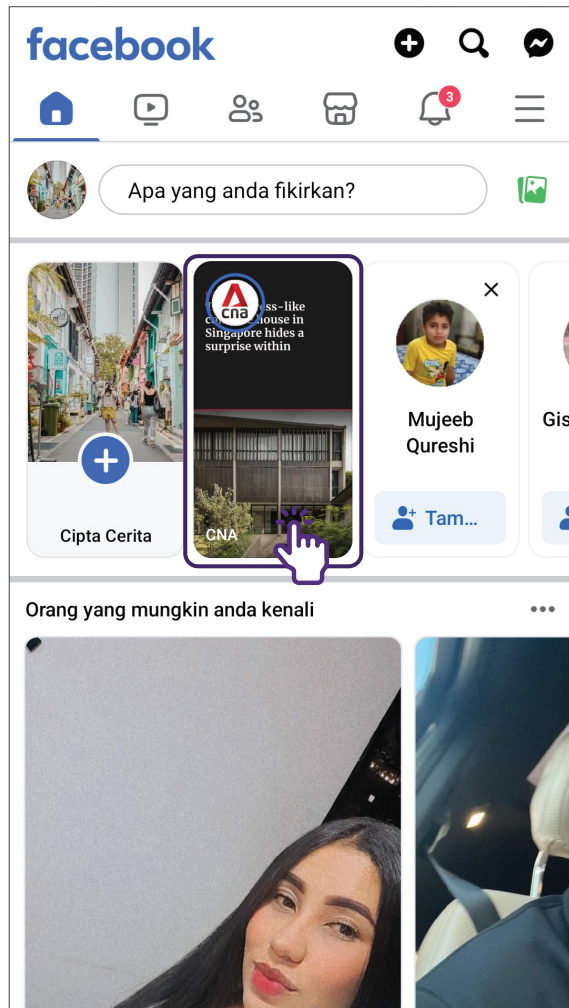 facebook
3
Apa yang anda fikirkan?
cna
ss-like
house in
Singapore hides a
surprise within
Cipta Cerita
CNA
Mujeeb
Qureshi
Tam...
Gis
Orang yang mungkin anda kenali